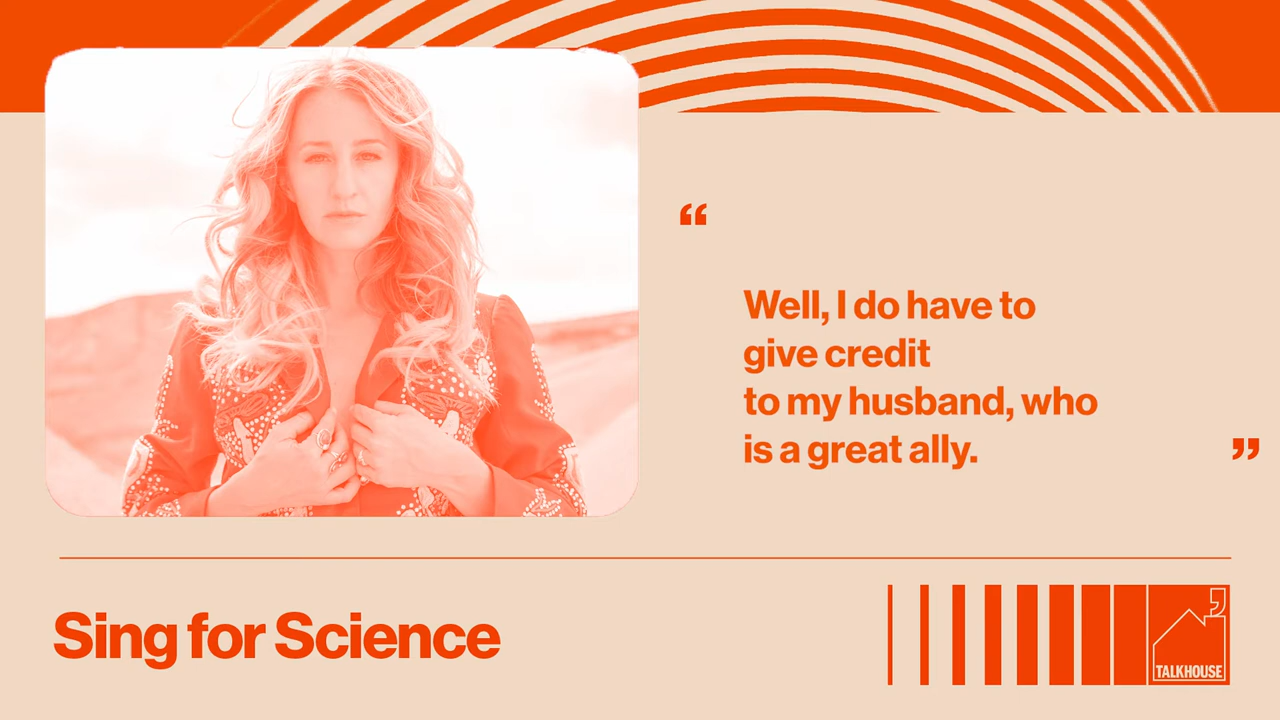 “
Well, I do have to
give credit
to my husband, who
is a great ally.
”
Sing for Science
TALKHOUSE